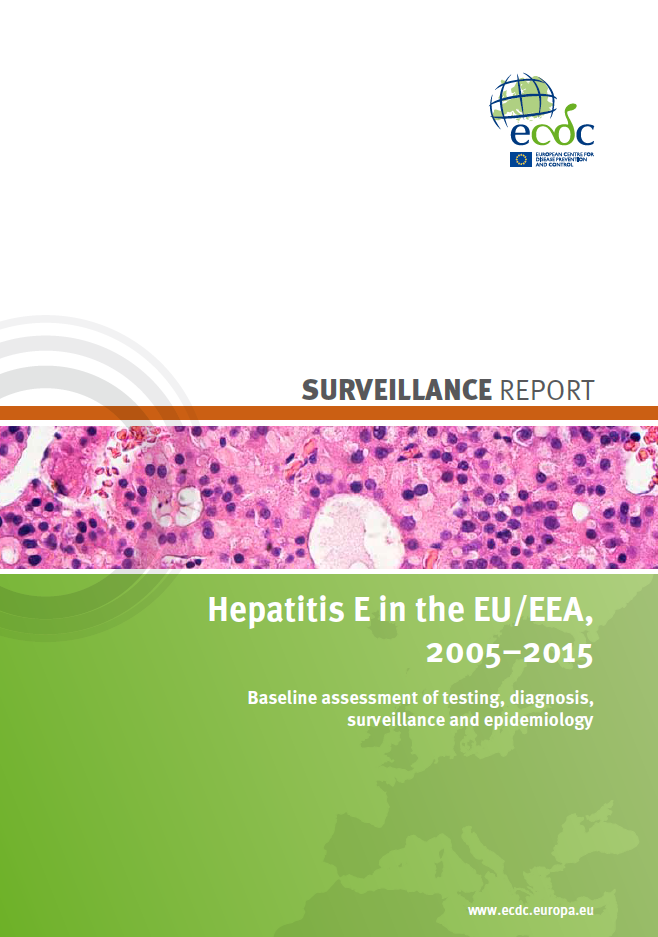 ecdc
EUROPEAN CENTRE FOR
DISEASE PREVENTION
AND CONTROL
SURVEILLANCE REPORT
Hepatitis E in the EU/EEA,
2005–2015
Baseline assessment of testing, diagnosis,
surveillance and epidemiology
www.ecdc.europa.eu